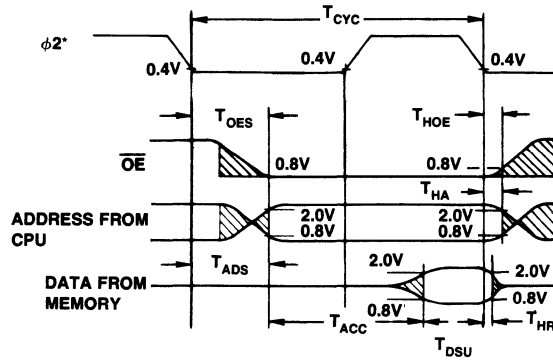 T_CYC
φ2*
0.4V 0.4V 0.4V
T_OES T_HOE
OE 0.8V 0.8V
T_HA
ADDRESS FROM CPU 2.0V 0.8V 2.0V 0.8V
T_ADS
DATA FROM MEMORY 2.0V 0.8V 2.0V 0.8V
T_ACC T_DSU T_HR